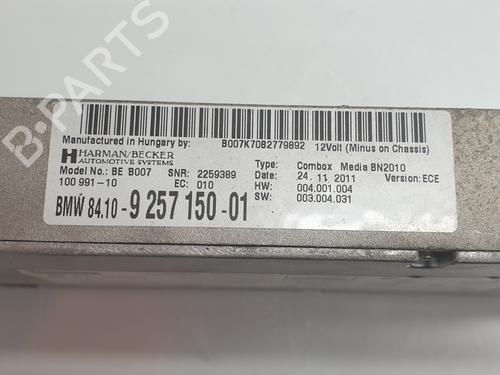 Manufactured in Hungary by: B007K70B2779892 12Volt (Minus on Chassis)
HARMAN/BECKER
AUTOMOTIVE SYSTEMS
Type: Combox Media BN2010
Model No.: BE B007 SNR: 2259389 Date: 24. 11. 2011 Version: ECE
100 991-10 EC: 010 HW: 004.001.004
SW: 003.004.031
BMW 84.10- 9 257 150 -01
B-PARTS